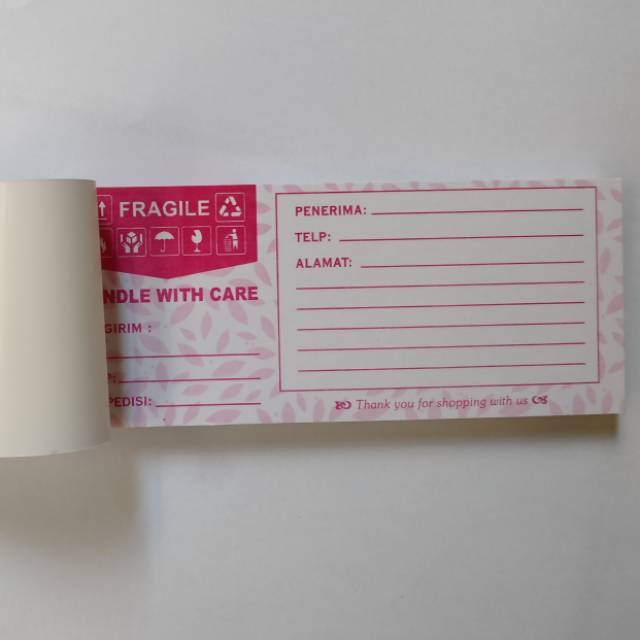 FRAGILE
NDLE WITH CARE
GIRIM :
PEDISI:
PENERIMA:
TELP:
ALAMAT:
Thank you for shopping with us